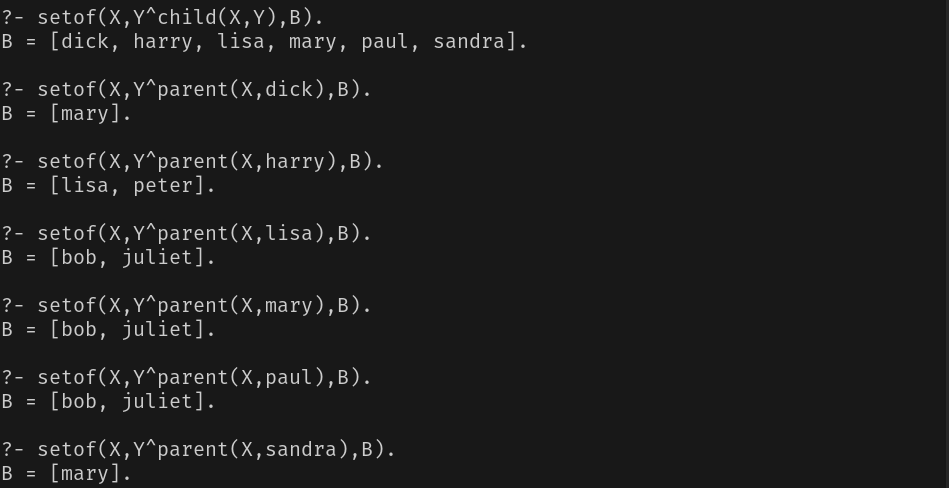 ?- setof(X,Y^child(X,Y),B).
B = [dick, harry, lisa, mary, paul, sandra].
?- setof(X,Y^parent(X,dick),B).
B = [mary].
?- setof(X,Y^parent(X,harry),B).
B = [lisa, peter].
?- setof(X,Y^parent(X,lisa),B).
B = [bob, juliet].
?- setof(X,Y^parent(X,mary),B).
B = [bob, juliet].
?- setof(X,Y^parent(X,paul),B).
B = [bob, juliet].
?- setof(X,Y^parent(X,sandra),B).
B = [mary].